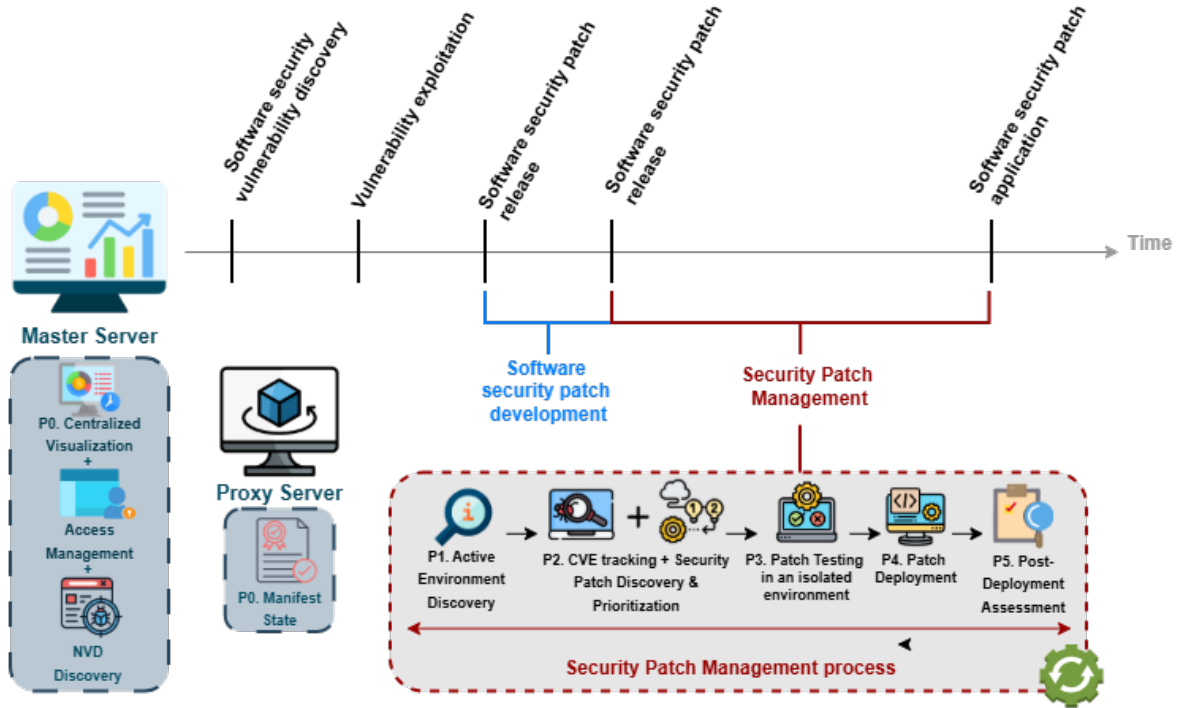 Software security
vulnerability discovery
Vulnerability exploitation
Software security patch
release
Software security patch
release
Software security patch
application
Time
Master Server
P0. Centralized
Visualization
+
Access
Management +
NVD
Discovery
Proxy Server
P0. Manifest
State
Software
security patch
development
Security Patch
Management
i
+
1
2
</>
P1. Active
Environment
Discovery
P2. CVE tracking + Security
Patch Discovery &
Prioritization
P3. Patch Testing
in an isolated
environment
P4. Patch
Deployment
P5. Post-
Deployment
Assessment
Security Patch Management process